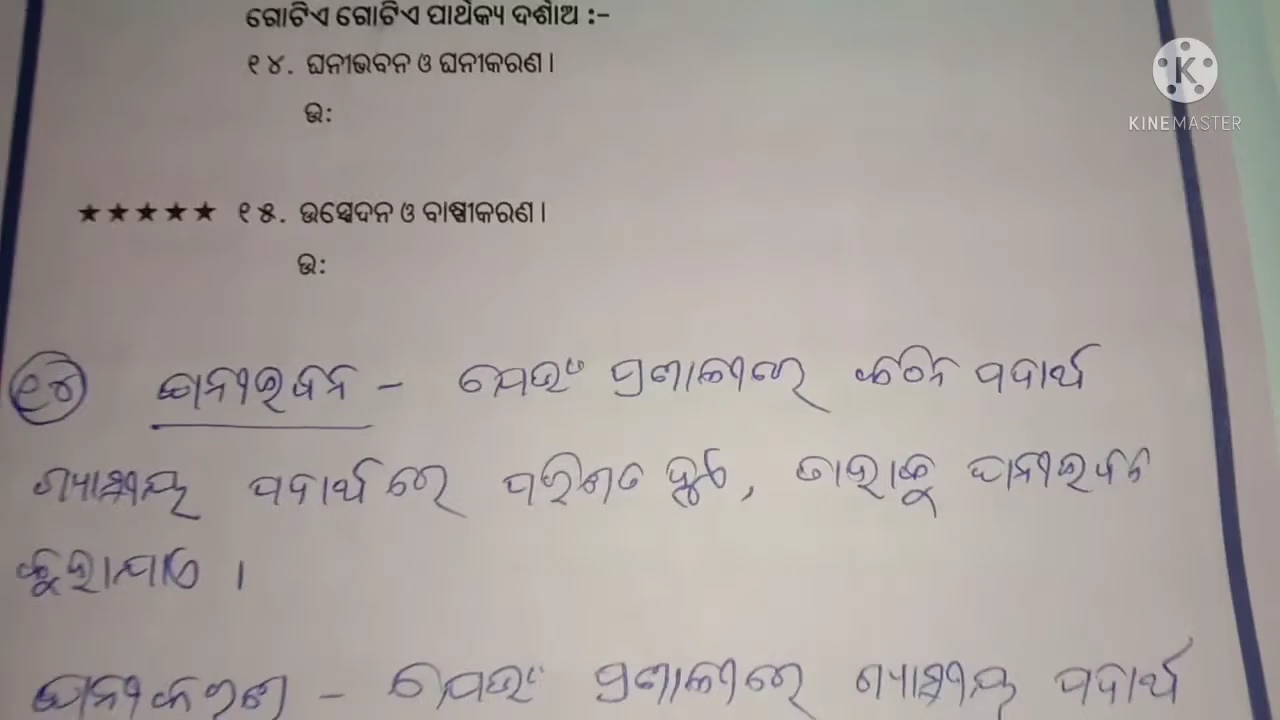 ଗୋଟିଏ ଗୋଟିଏ ପାର୍ଥକ୍ୟ ଦର୍ଶାଅ :-
୧୪. ଘନୀଭବନ ଓ ଘନୀକରଣ।
ଉ:
KINEMASTER
★★★★★ ୧୫. ଉତ୍ସ୍ୱେଦନ ଓ ବାଷ୍ପୀକରଣ।
ଉ:
୧୪ ଘନୀଭବନ - ଯେଉଁ ପ୍ରଣାଳୀରେ କଠିନ ପଦାର୍ଥ
ଗ୍ୟାସୀୟ ପଦାର୍ଥରେ ପରିଣତ ହୁଏ, ତାହାକୁ ଘନୀଭବନ
କୁହାଯାଏ ।
ଘନୀକରଣ - ଯେଉଁ ପ୍ରଣାଳୀରେ ଗ୍ୟାସୀୟ ପଦାର୍ଥ